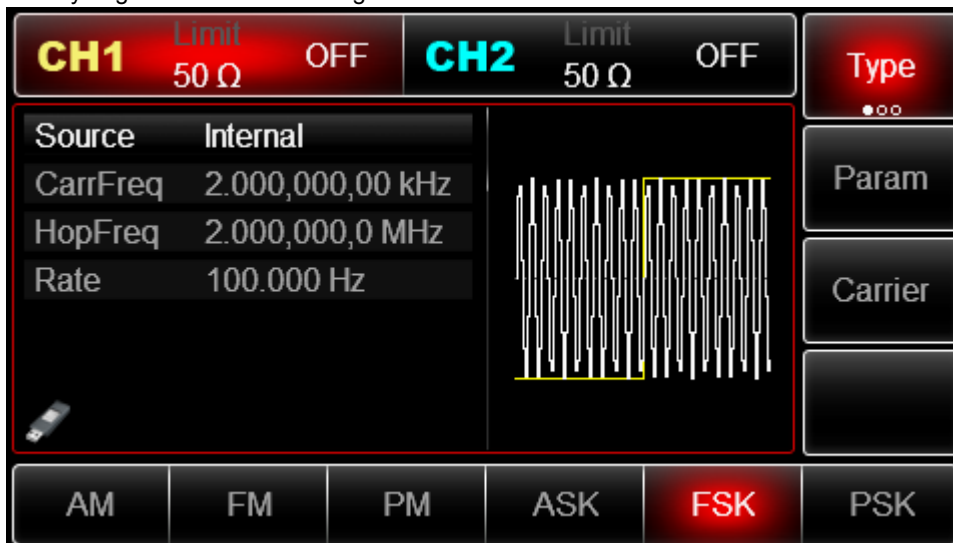 CH1 Limit 50 Ω OFF CH2 Limit 50 Ω OFF
Type
Source Internal
CarrFreq 2.000,000,00 kHz
HopFreq 2.000,000,0 MHz
Rate 100.000 Hz
Param
Carrier
AM FM PM ASK FSK PSK